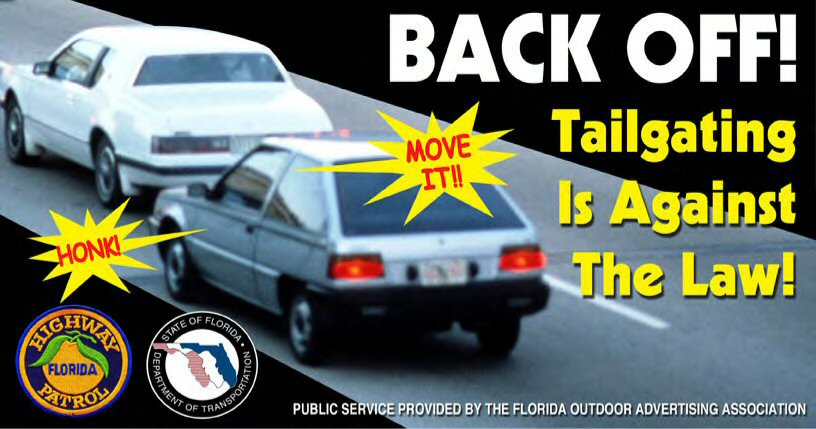 BACK OFF!
Tailgating
Is Against
The Law!
MOVE
IT!!
HONK!
HIGHWAY
FLORIDA
PATROL
STATE OF FLORIDA
DEPARTMENT OF TRANSPORTATION
PUBLIC SERVICE PROVIDED BY THE FLORIDA OUTDOOR ADVERTISING ASSOCIATION